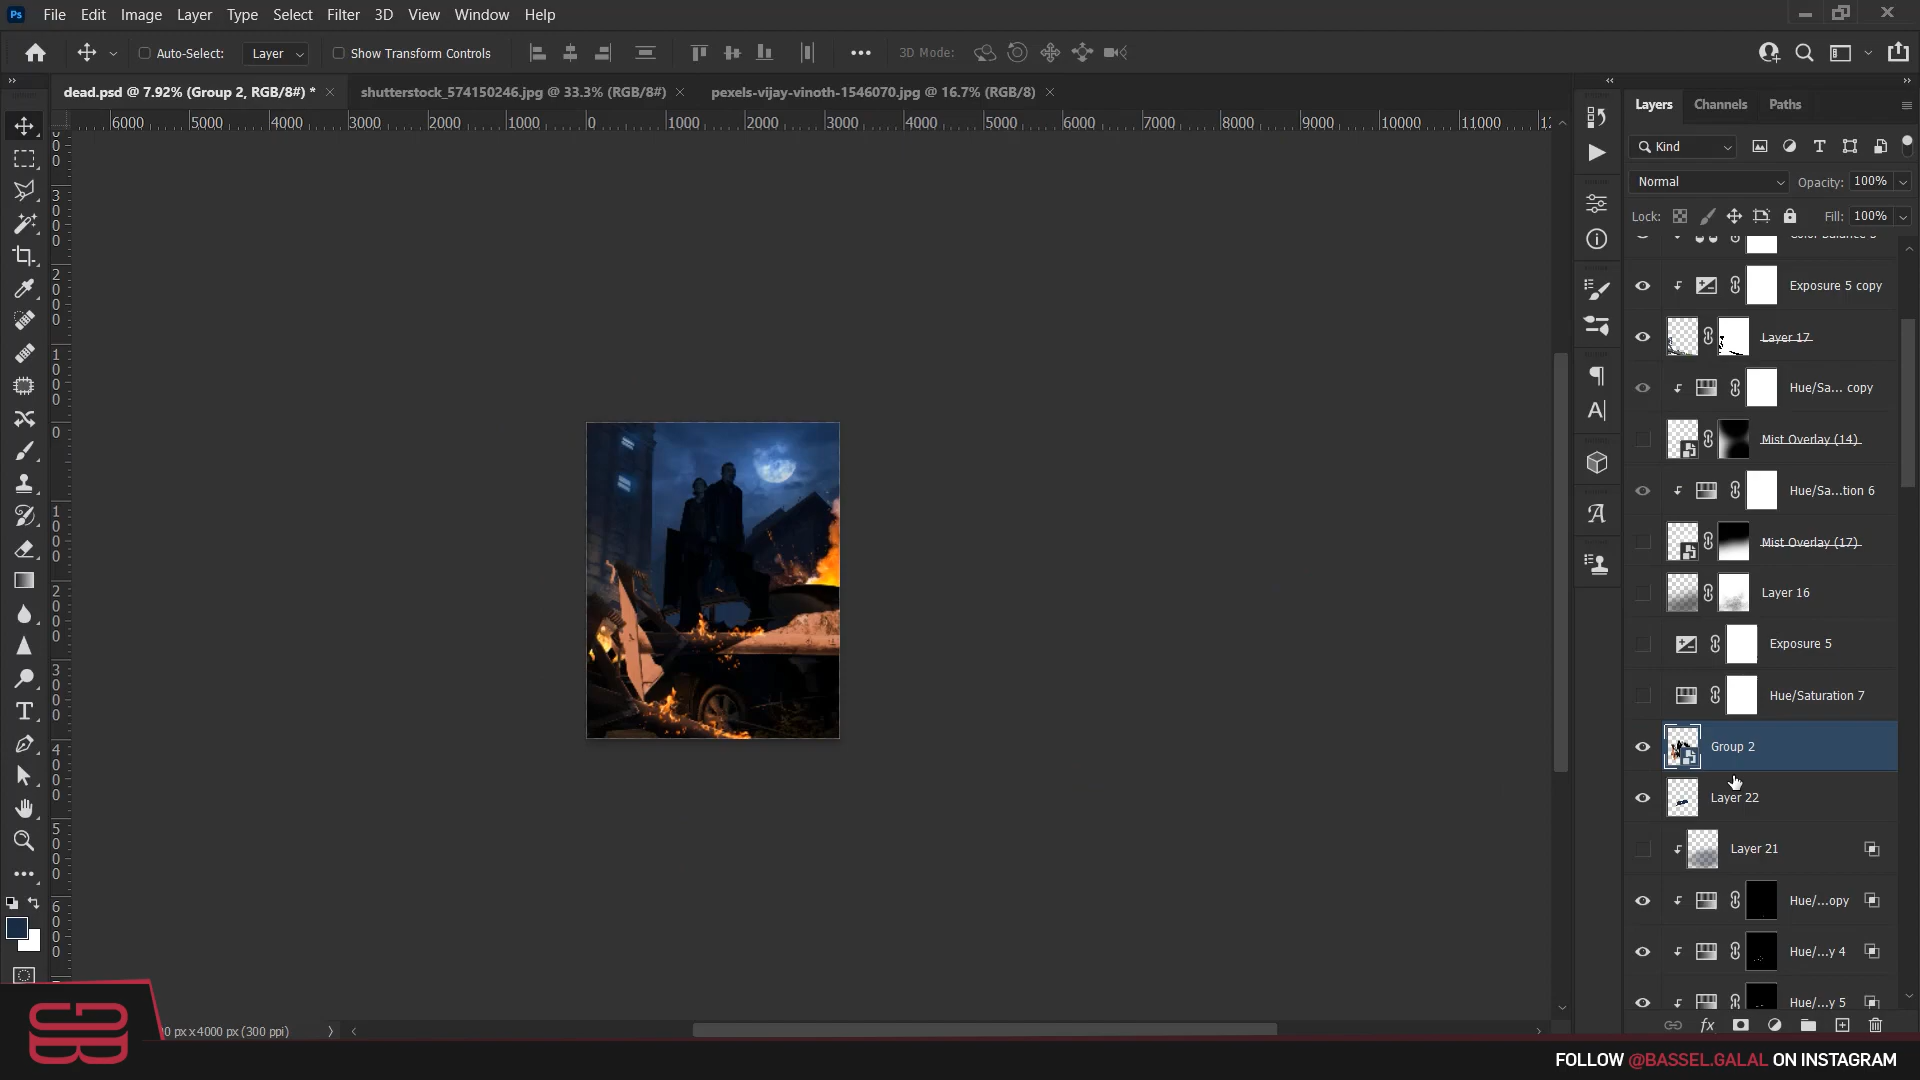 Ps File Edit Image Layer Type Select Filter 3D View Window Help
Auto-Select: Layer Show Transform Controls 3D Mode:
dead.psd @ 7.92% (Group 2, RGB/8#) *
shutterstock_574150246.jpg @ 33.3% (RGB/8#)
pexels-vijay-vinoth-1546070.jpg @ 16.7% (RGB/8)
6000 5000 4000 3000 2000 1000 0 1000 2000 3000 4000 5000 6000 7000 8000 9000 10000 11000
Layers Channels Paths
Kind
Normal Opacity: 100%
Lock: Fill: 100%
Exposure 5 copy
Layer 17
Hue/Sa... copy
Mist Overlay (14)
Hue/Sa...tion 6
Mist Overlay (17)
Layer 16
Exposure 5
Hue/Saturation 7
Group 2
Layer 22
Layer 21
Hue/...opy
Hue/...y 4
Hue/...y 5
px x 4000 px (300 ppi)
FOLLOW @BASSEL.GALAL ON INSTAGRAM